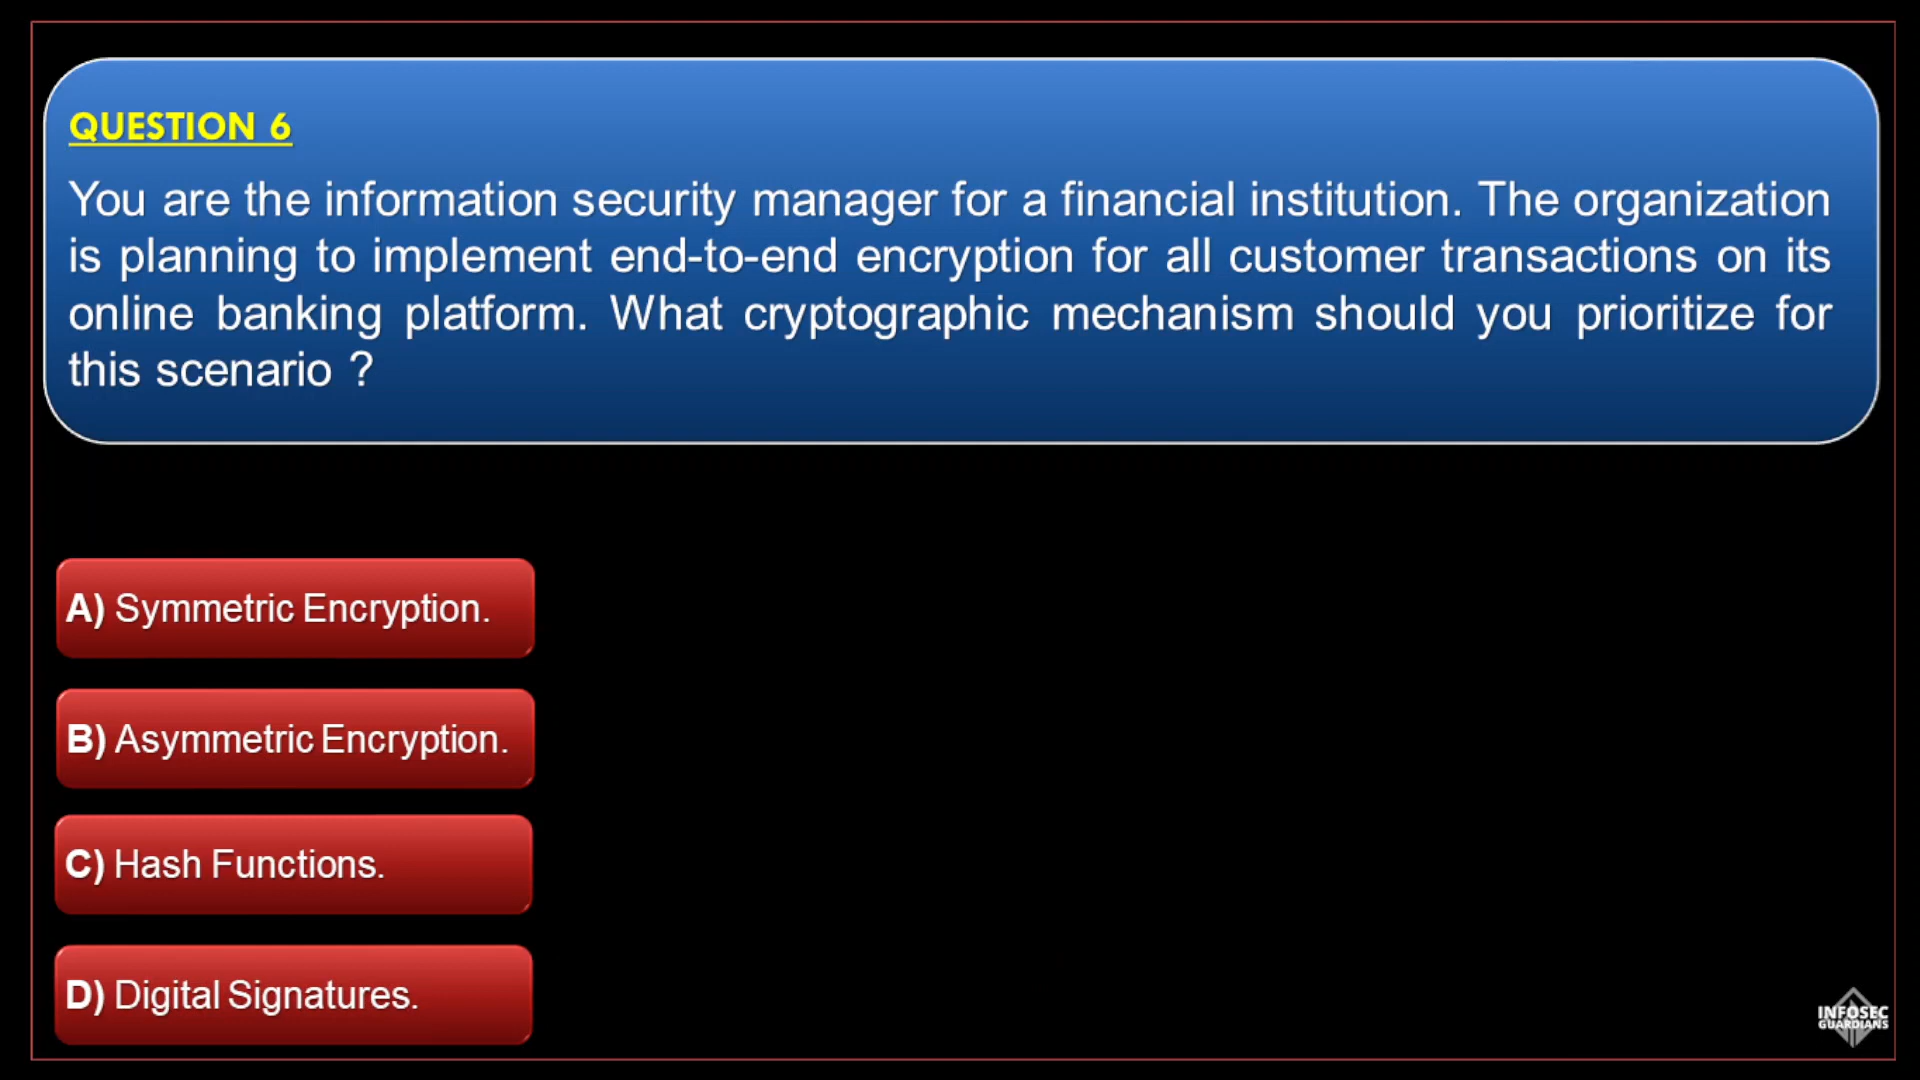 QUESTION 6
You are the information security manager for a financial institution. The organization
is planning to implement end-to-end encryption for all customer transactions on its
online banking platform. What cryptographic mechanism should you prioritize for
this scenario ?
A) Symmetric Encryption.
B) Asymmetric Encryption.
C) Hash Functions.
D) Digital Signatures.
INFOSEC
GUARDIANS